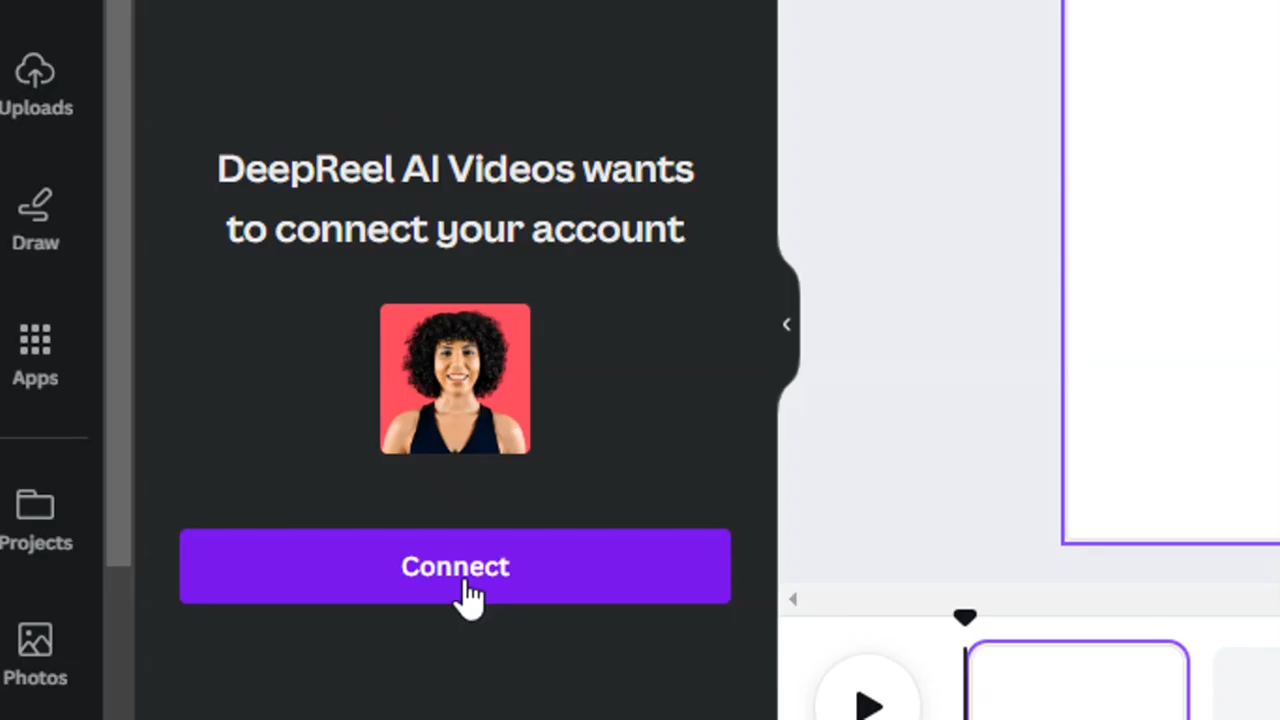 Uploads
Draw
Apps
Projects
Photos
DeepReel AI Videos wants
to connect your account
Connect